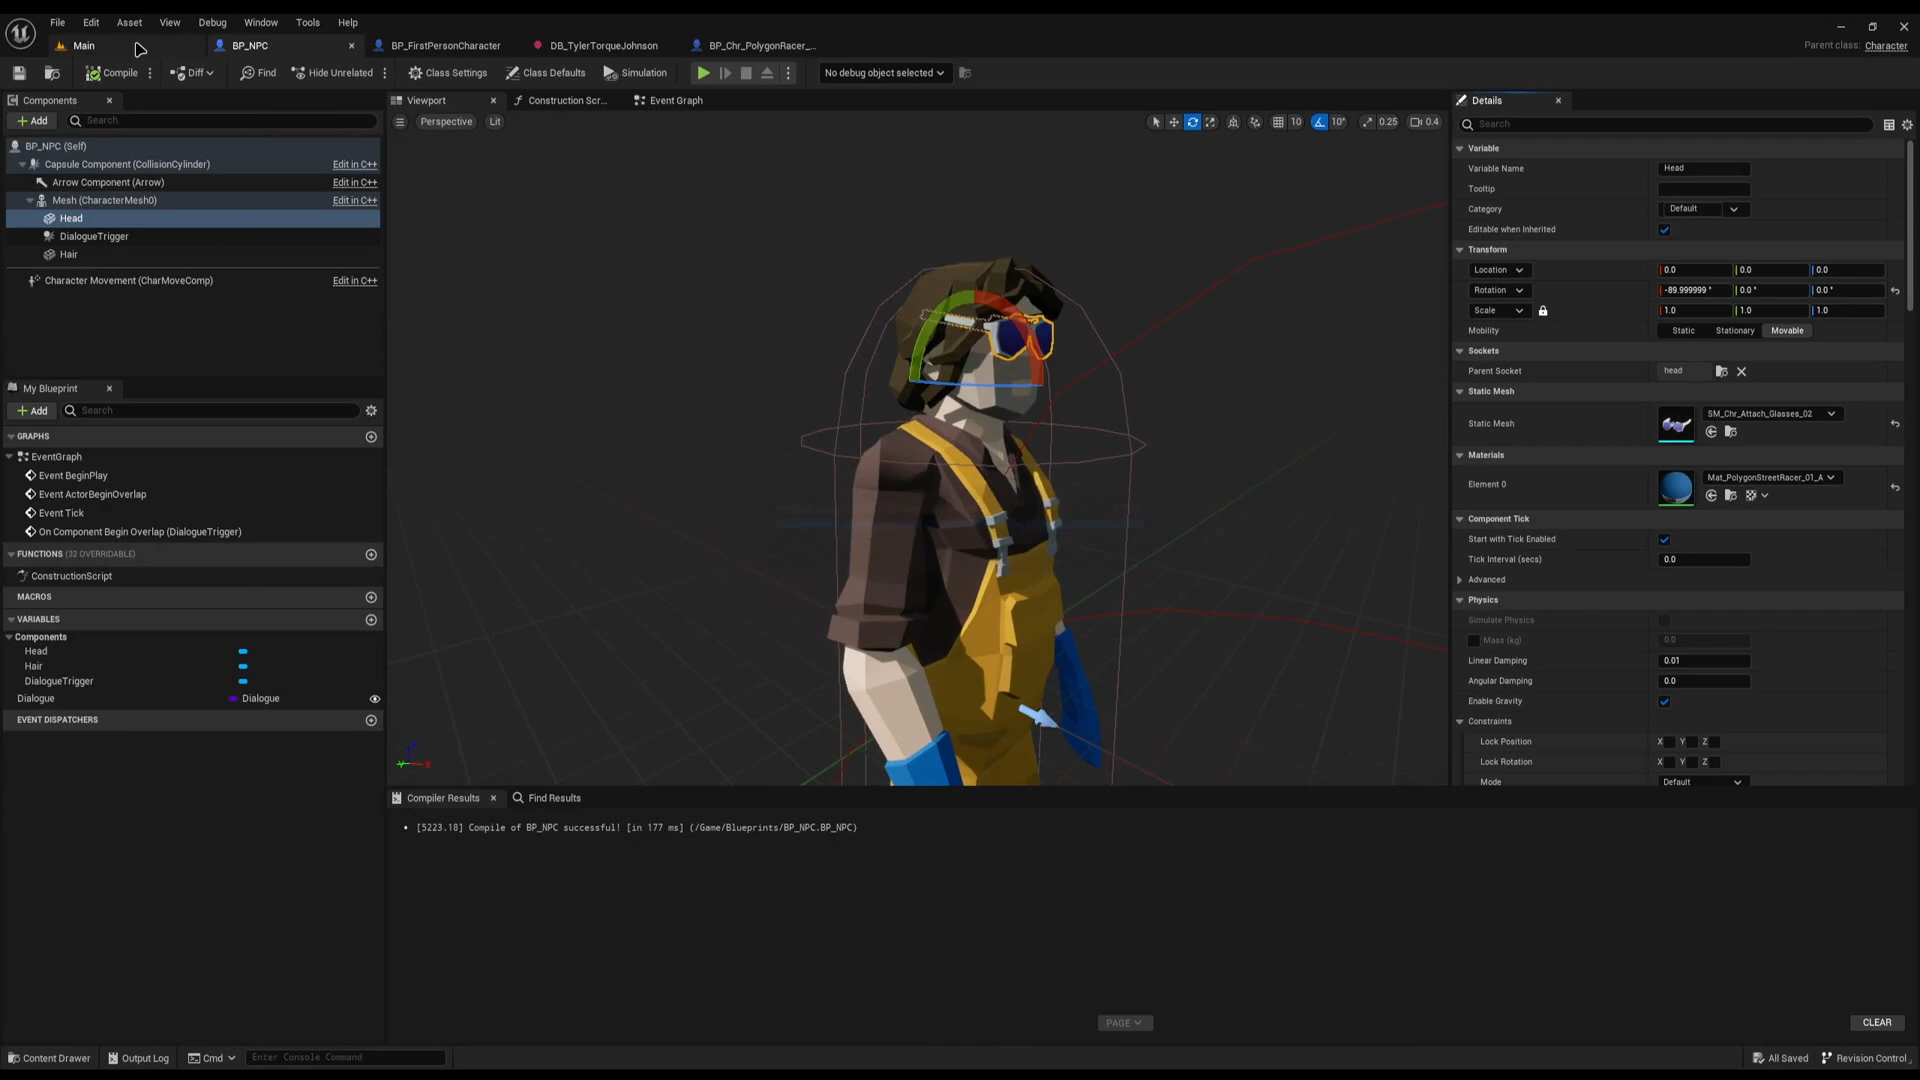 File Edit Asset View Debug Window Tools Help
Main BP_NPC BP_FirstPersonCharacter DB_TylerTorqueJohnson BP_Chr_PolygonRacer_...
Parent class: Character
Compile Diff Find Hide Unrelated Class Settings Class Defaults Simulation No debug object selected
Components
Add Search
BP_NPC (Self)
Capsule Component (CollisionCylinder) Edit in C++
Arrow Component (Arrow) Edit in C++
Mesh (CharacterMesh0) Edit in C++
Head
DialogueTrigger
Hair
Character Movement (CharMoveComp) Edit in C++
My Blueprint
Add Search
GRAPHS
EventGraph
Event BeginPlay
Event ActorBeginOverlap
Event Tick
On Component Begin Overlap (DialogueTrigger)
FUNCTIONS (32 OVERRIDABLE)
ConstructionScript
MACROS
VARIABLES
Components
Head
Hair
DialogueTrigger
Dialogue Dialogue
EVENT DISPATCHERS
Viewport Construction Scr... Event Graph
Perspective Lit 10 10° 0.25 0.4
Compiler Results Find Results
[5223.18] Compile of BP_NPC successful! [in 177 ms] (/Game/Blueprints/BP_NPC.BP_NPC)
PAGE CLEAR
Details
Search
Variable
Variable Name Head
Tooltip
Category Default
Editable when Inherited
Transform
Location 0.0 0.0 0.0
Rotation -89.999999 ° 0.0 ° 0.0 °
Scale 1.0 1.0 1.0
Mobility Static Stationary Movable
Sockets
Parent Socket head
Static Mesh
Static Mesh SM_Chr_Attach_Glasses_02
Materials
Element 0 Mat_PolygonStreetRacer_01_A
Component Tick
Start with Tick Enabled
Tick Interval (secs) 0.0
Advanced
Physics
Simulate Physics
Mass (kg) 0.0
Linear Damping 0.01
Angular Damping 0.0
Enable Gravity
Constraints
Lock Position X Y Z
Lock Rotation X Y Z
Mode Default
Content Drawer Output Log Cmd Enter Console Command All Saved Revision Control